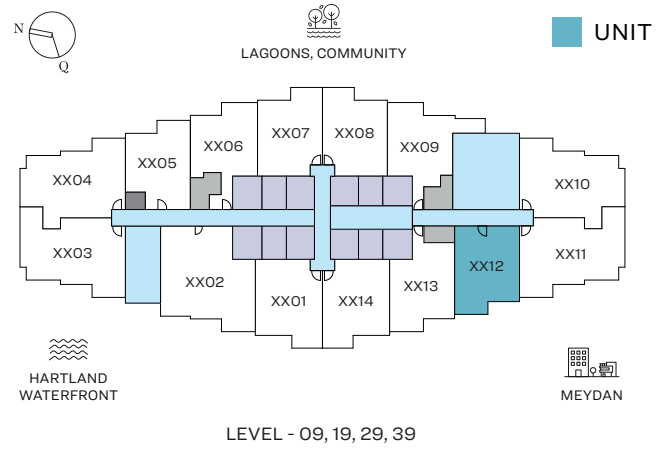 N
Q
LAGOONS, COMMUNITY
UNIT
XX07
XX08
XX06
XX09
XX05
XX04
XX10
XX03
XX11
XX12
XX02
XX13
XX01
XX14
HARTLAND
WATERFRONT
MEYDAN
LEVEL - 09, 19, 29, 39